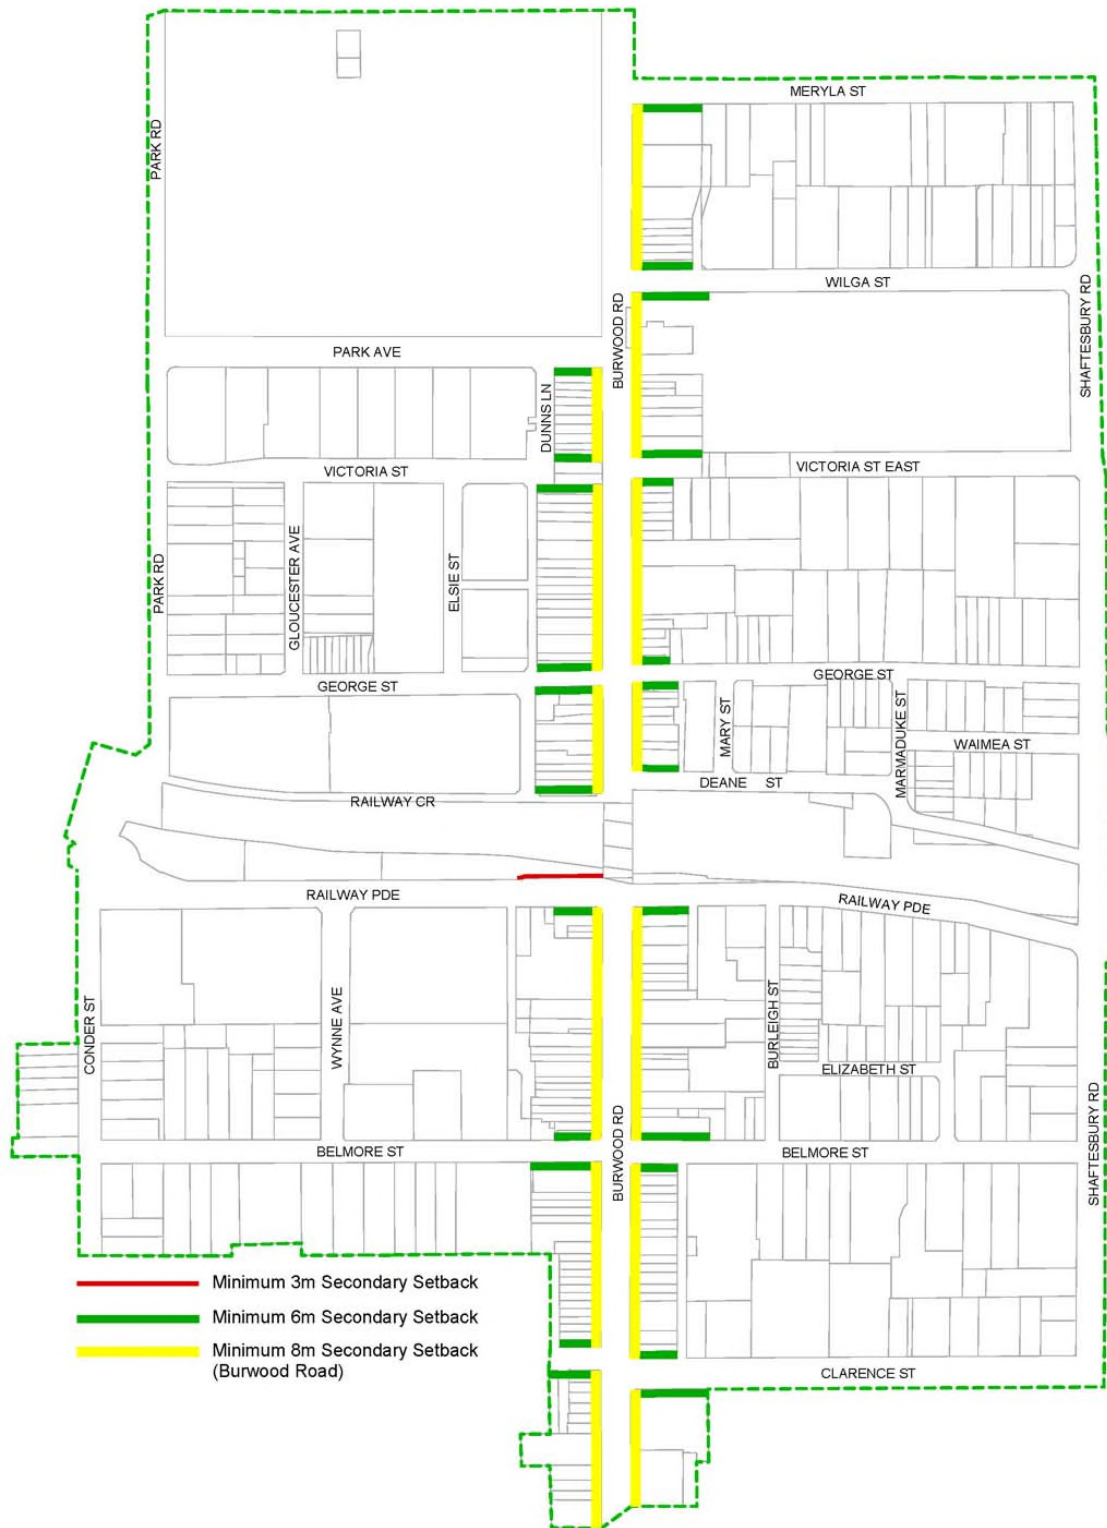 MERYLA ST
PARK RD
WILGA ST
BURWOOD RD
SHAFTESBURY RD
PARK AVE
DUNNS LN
VICTORIA ST
VICTORIA ST EAST
PARK RD
GLOUCESTER AVE
ELSIE ST
GEORGE ST
GEORGE ST
MARY ST
MARMADUKE ST
WAIMEA ST
DEANE ST
RAILWAY CR
RAILWAY PDE
RAILWAY PDE
CONDER ST
WYNNE AVE
BURLEIGH ST
ELIZABETH ST
BURWOOD RD
SHAFTESBURY RD
BELMORE ST
BELMORE ST
Minimum 3m Secondary Setback
Minimum 6m Secondary Setback
Minimum 8m Secondary Setback
(Burwood Road)
CLARENCE ST